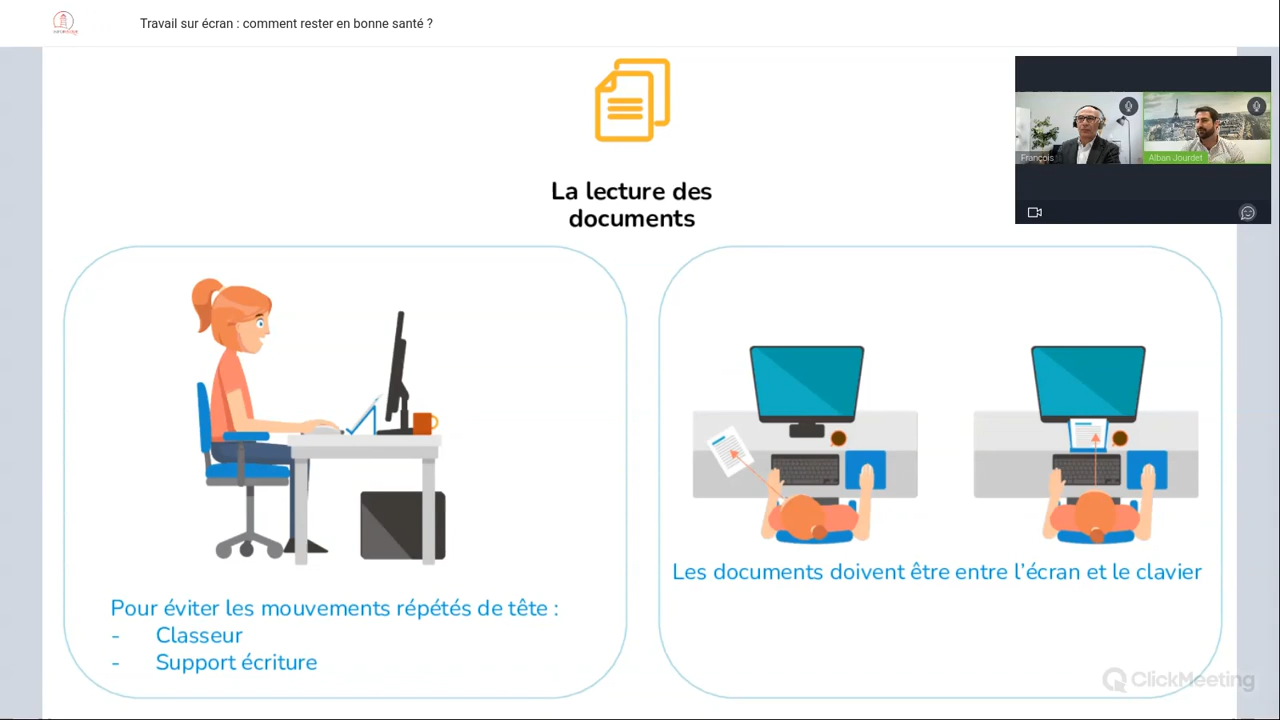 Travail sur écran : comment rester en bonne santé ?
François
Alban Jourdet
La lecture des
documents
Pour éviter les mouvements répétés de tête :
- Classeur
- Support écriture
Les documents doivent être entre l'écran et le clavier
ClickMeeting